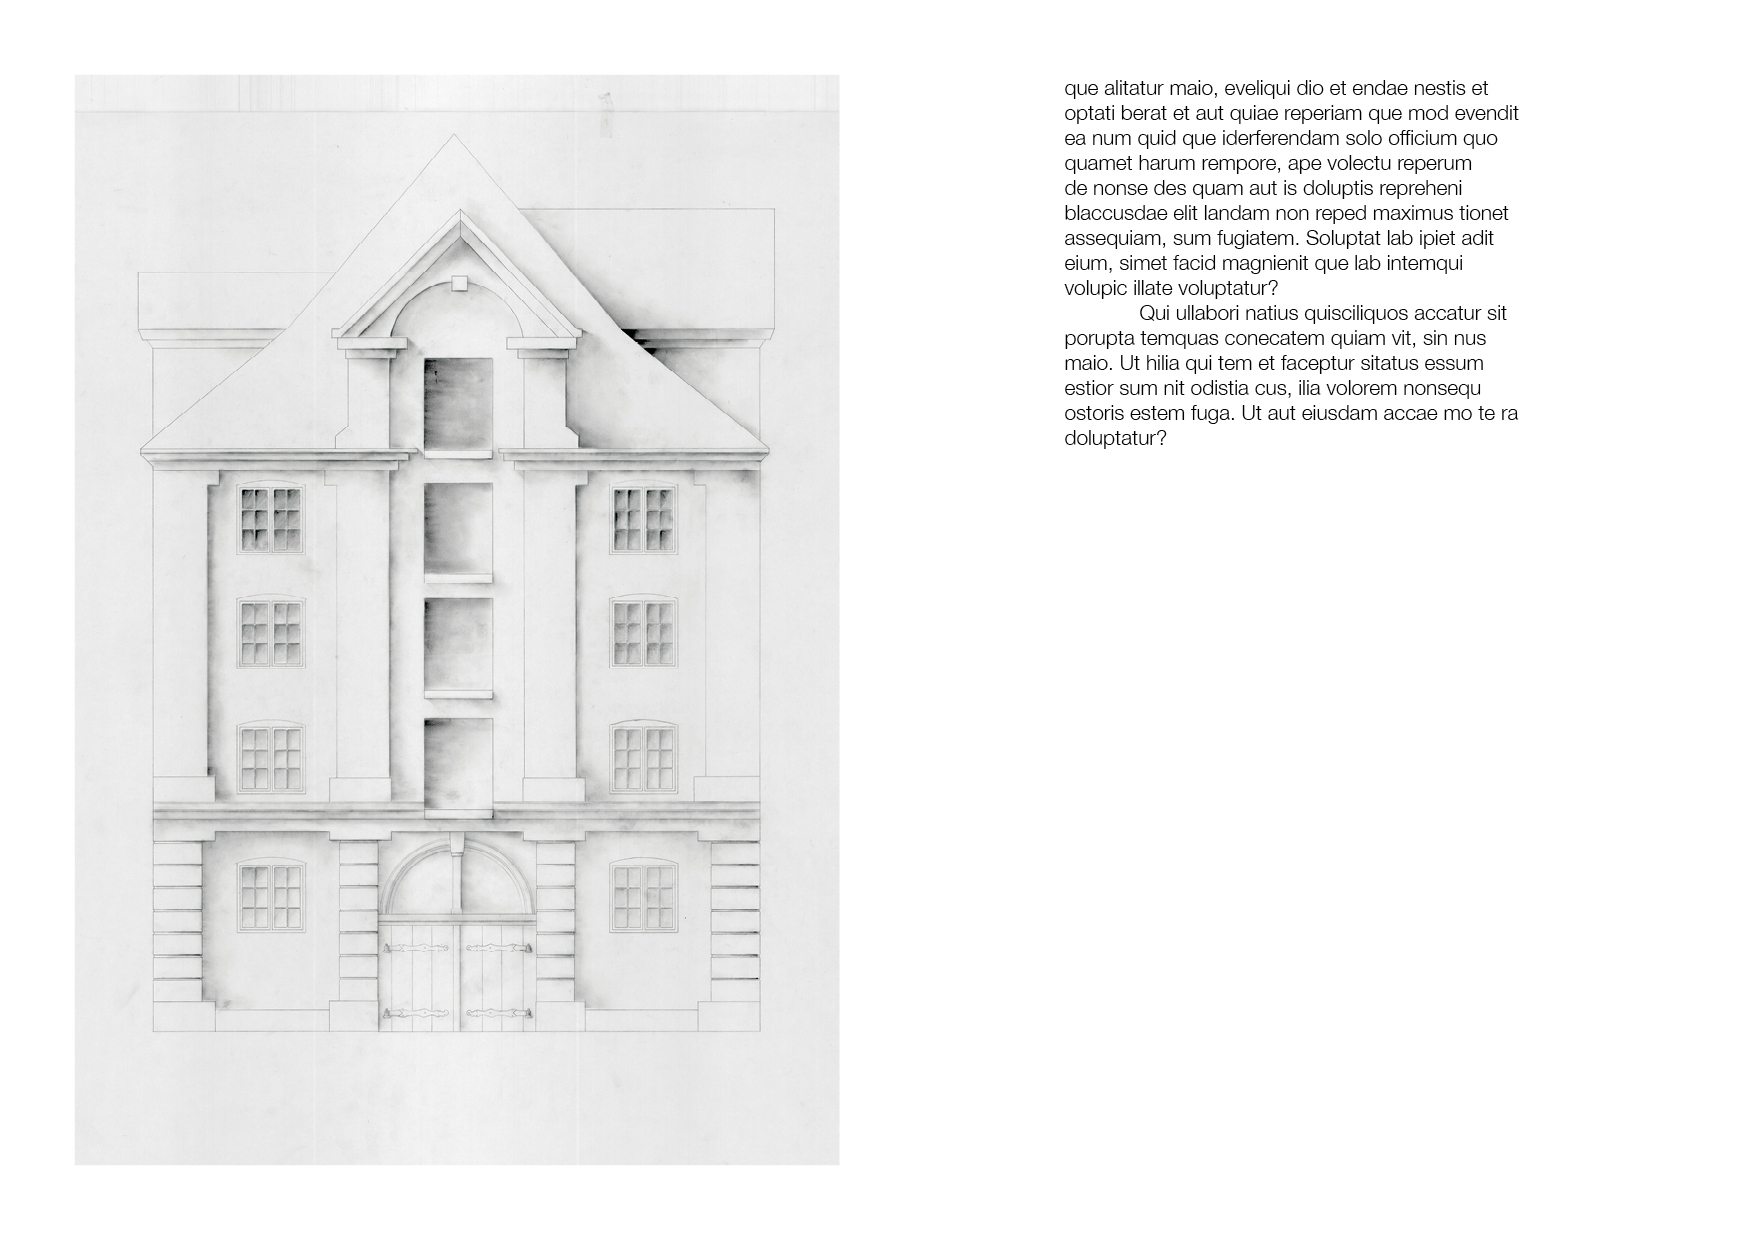 que alitatur maio, eveliqui dio et endae nestis et
optati berat et aut quiae reperiam que mod evendit
ea num quid que iderferendam solo officium quo
quamet harum rempore, ape volectu reperum
de nonse des quam aut is doluptis repreheni
blaccusdae elit landam non reped maximus tionet
assequiam, sum fugiatem. Soluptat lab ipiet adit
eium, simet facid magnienit que lab intemqui
volupic illate voluptatur?
Qui ullabori natius quisciliquos accatur sit
porupta temquas conecatem quiam vit, sin nus
maio. Ut hilia qui tem et faceptur sitatus essum
estior sum nit odistia cus, ilia volorem nonsequ
ostoris estem fuga. Ut aut eiusdam accae mo te ra
doluptatur?